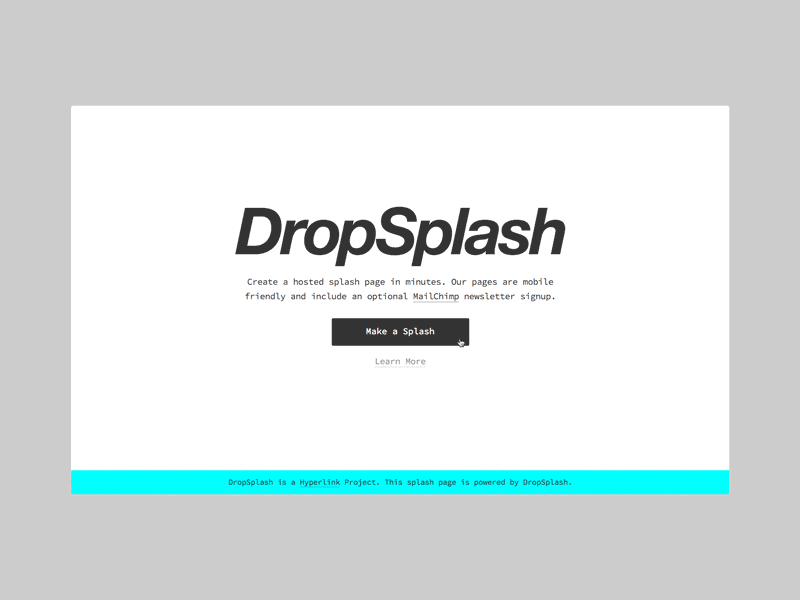 DropSplash
Create a hosted splash page in minutes. Our pages are mobile
friendly and include an optional MailChimp newsletter signup.
Make a Splash
Learn More
DropSplash is a Hyperlink Project. This splash page is powered by DropSplash.